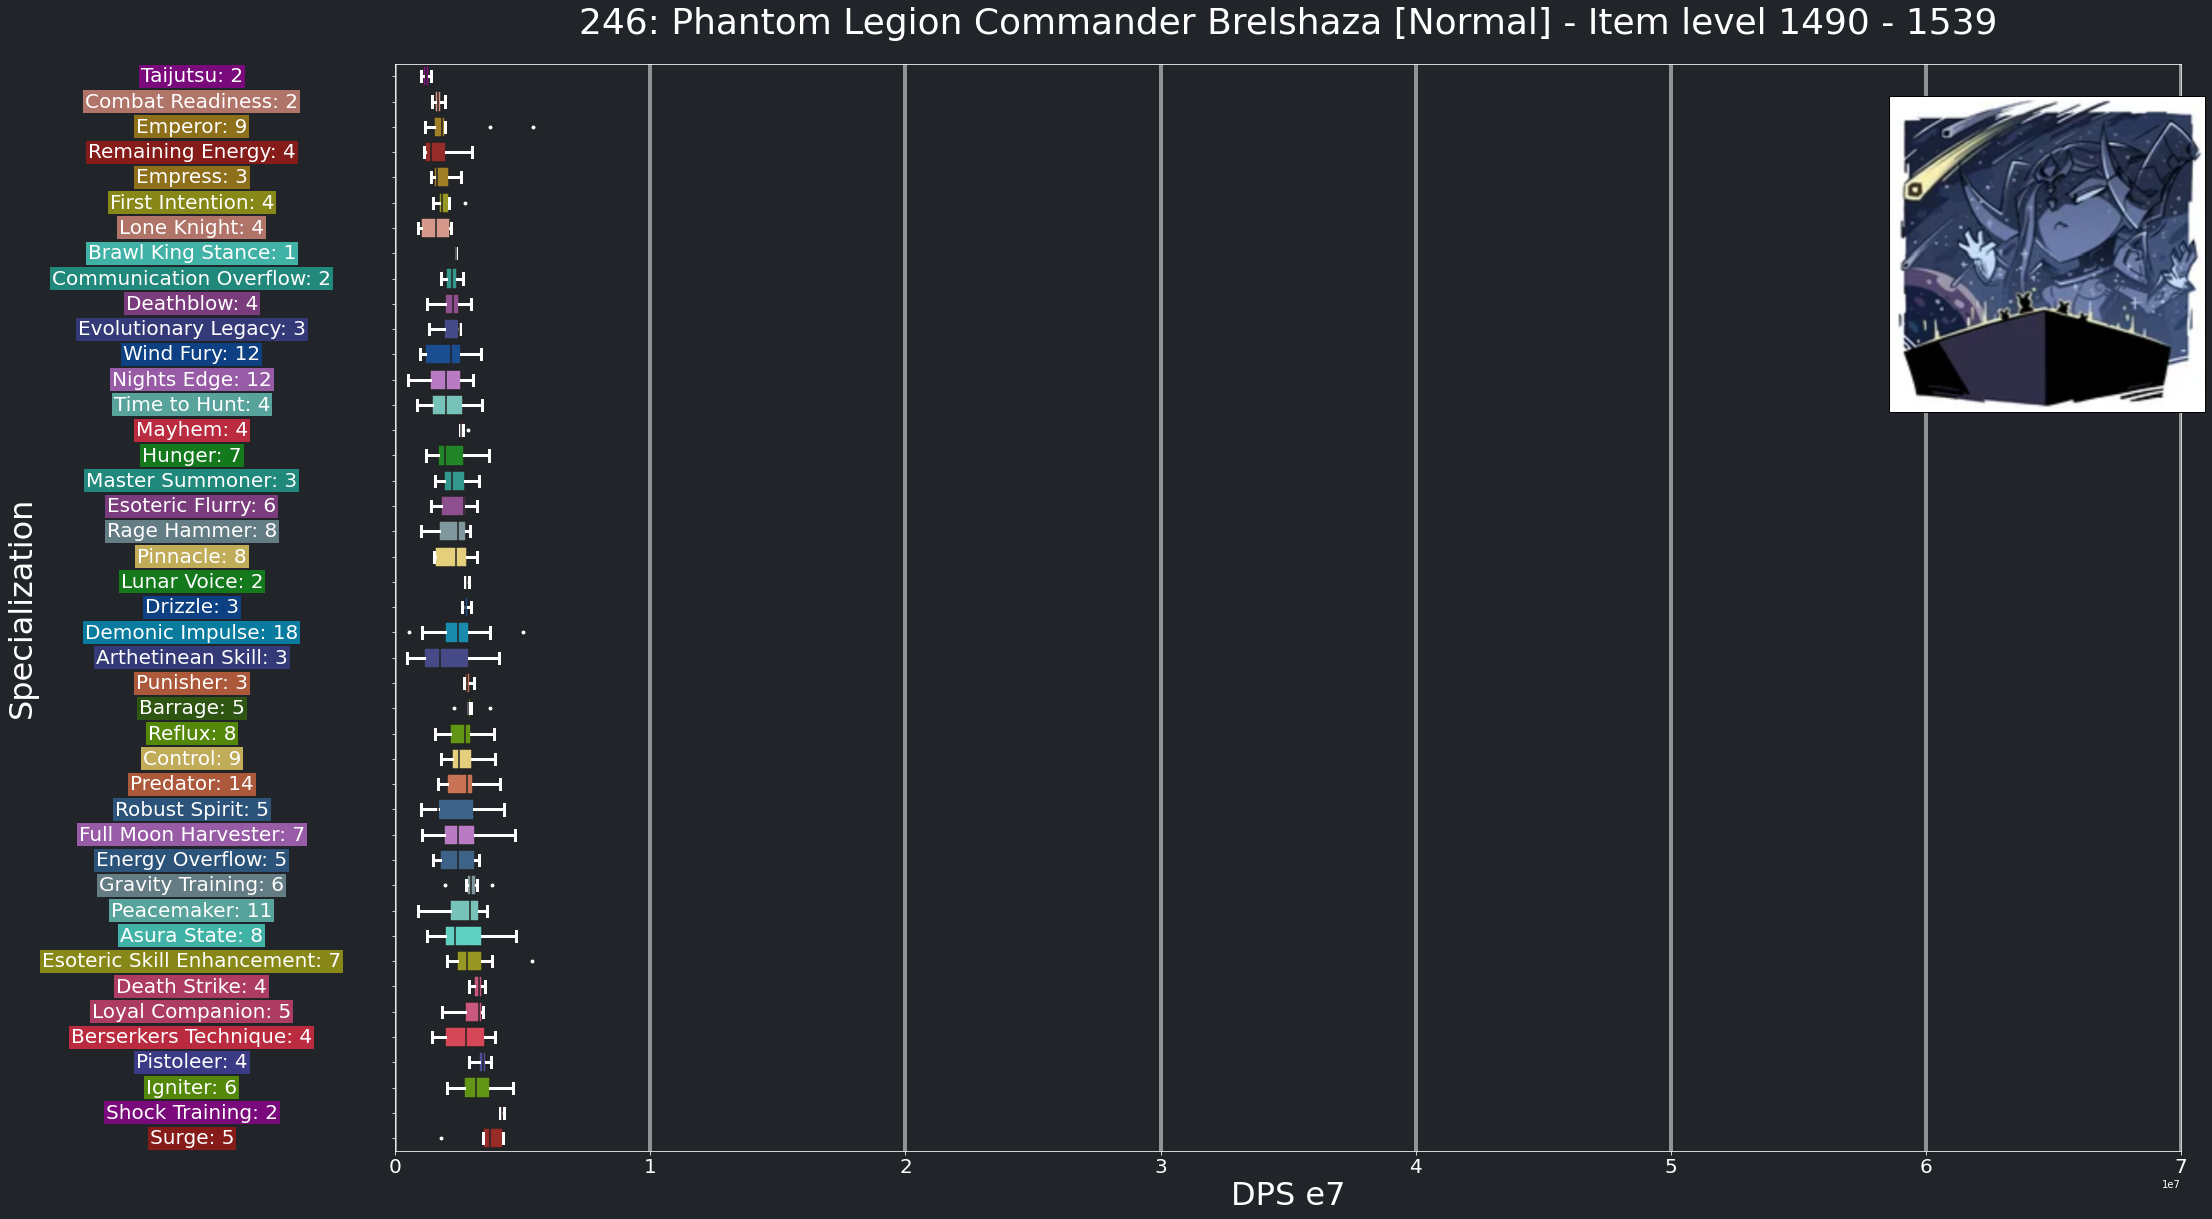 246: Phantom Legion Commander Brelshaza [Normal] - Item level 1490 - 1539
Taijutsu: 2
Combat Readiness: 2
Emperor: 9
Remaining Energy: 4
Empress: 3
First Intention: 4
Lone Knight: 4
Brawl King Stance: 1
Communication Overflow: 2
Deathblow: 4
Evolutionary Legacy: 3
Wind Fury: 12
Nights Edge: 12
Time to Hunt: 4
Mayhem: 4
Hunger: 7
Master Summoner: 3
Esoteric Flurry: 6
Rage Hammer: 8
Pinnacle: 8
Lunar Voice: 2
Drizzle: 3
Demonic Impulse: 18
Arthetinean Skill: 3
Punisher: 3
Barrage: 5
Reflux: 8
Control: 9
Predator: 14
Robust Spirit: 5
Full Moon Harvester: 7
Energy Overflow: 5
Gravity Training: 6
Peacemaker: 11
Asura State: 8
Esoteric Skill Enhancement: 7
Death Strike: 4
Loyal Companion: 5
Berserkers Technique: 4
Pistoleer: 4
Igniter: 6
Shock Training: 2
Surge: 5
Specialization
0 1 2 3 4 5 6 7
1e7
DPS e7